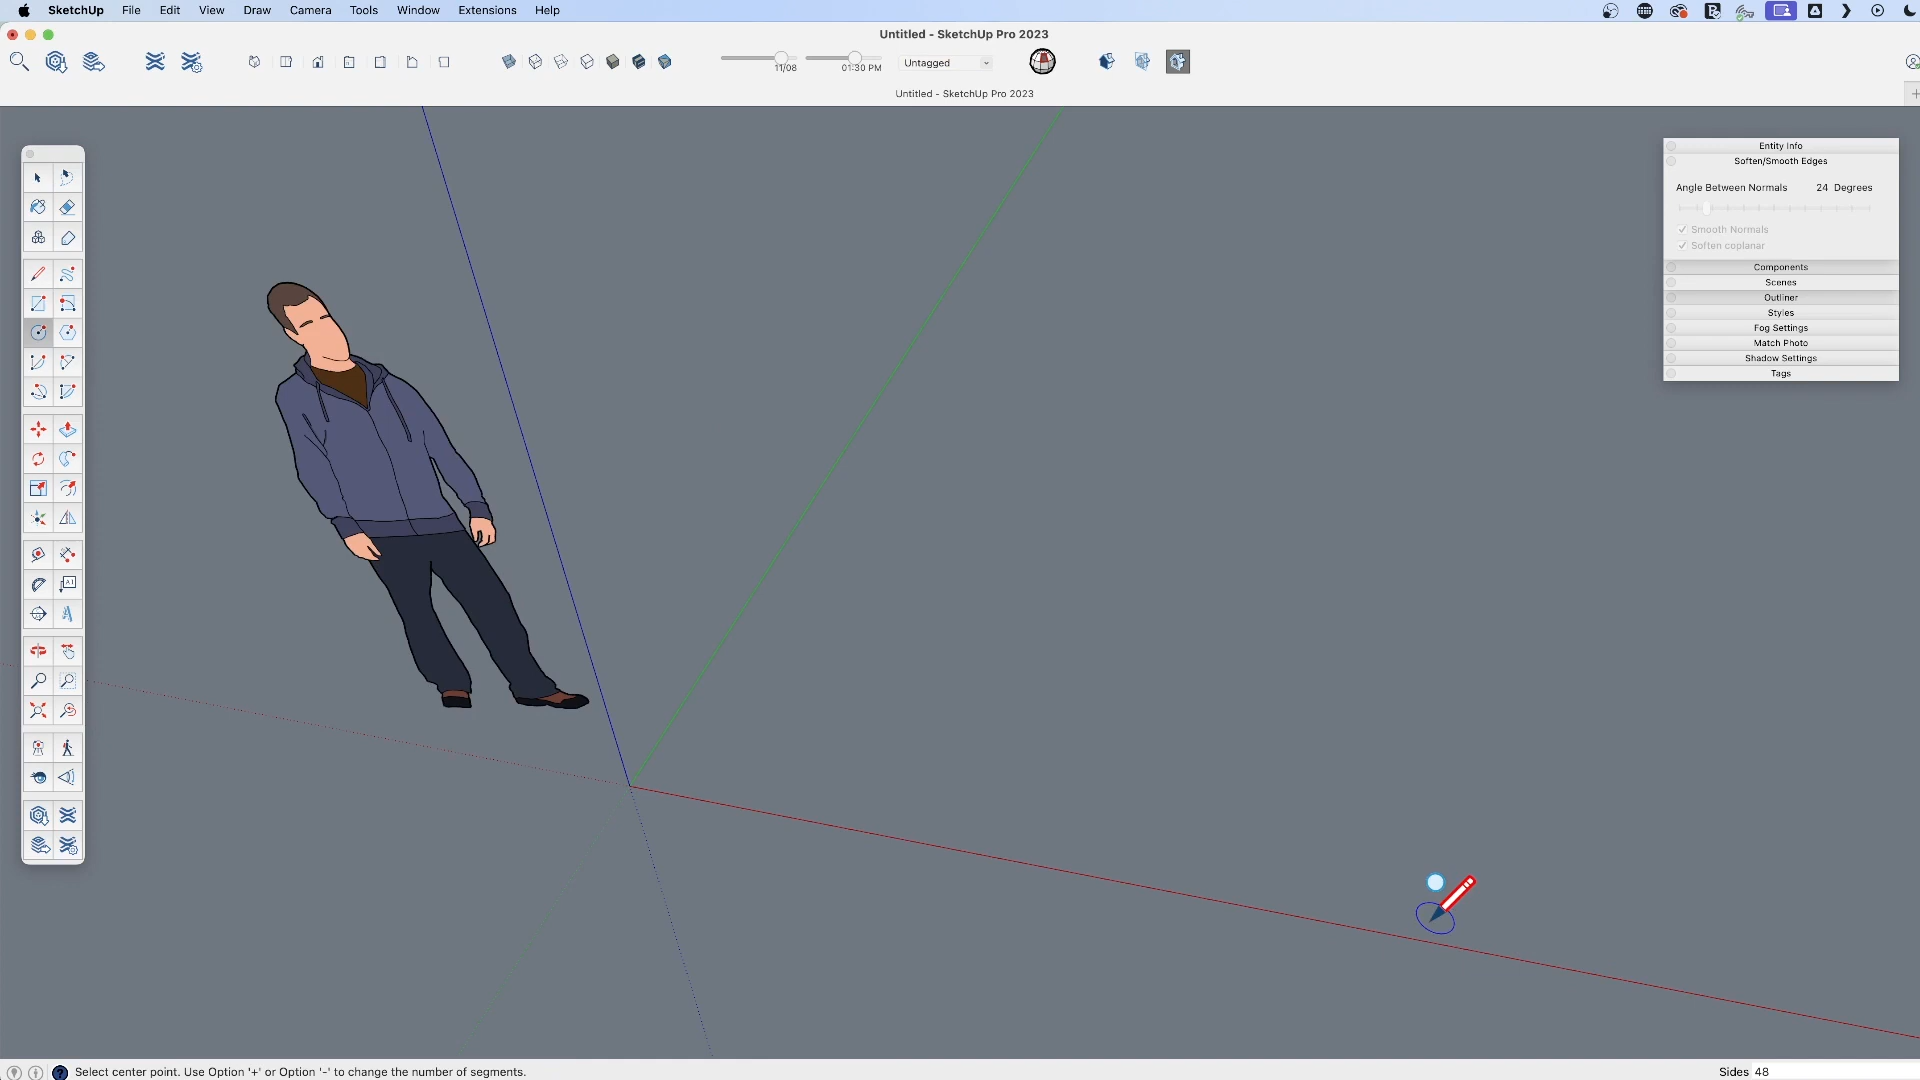 SketchUp File Edit View Draw Camera Tools Window Extensions Help
Untitled - SketchUp Pro 2023
11/08
01:30 PM
Untagged
Untitled - SketchUp Pro 2023
Entity Info
Soften/Smooth Edges
Angle Between Normals 24 Degrees
Smooth Normals
Soften coplanar
Components
Scenes
Outliner
Styles
Fog Settings
Match Photo
Shadow Settings
Tags
Select center point. Use Option '+' or Option '-' to change the number of segments.
Sides 48